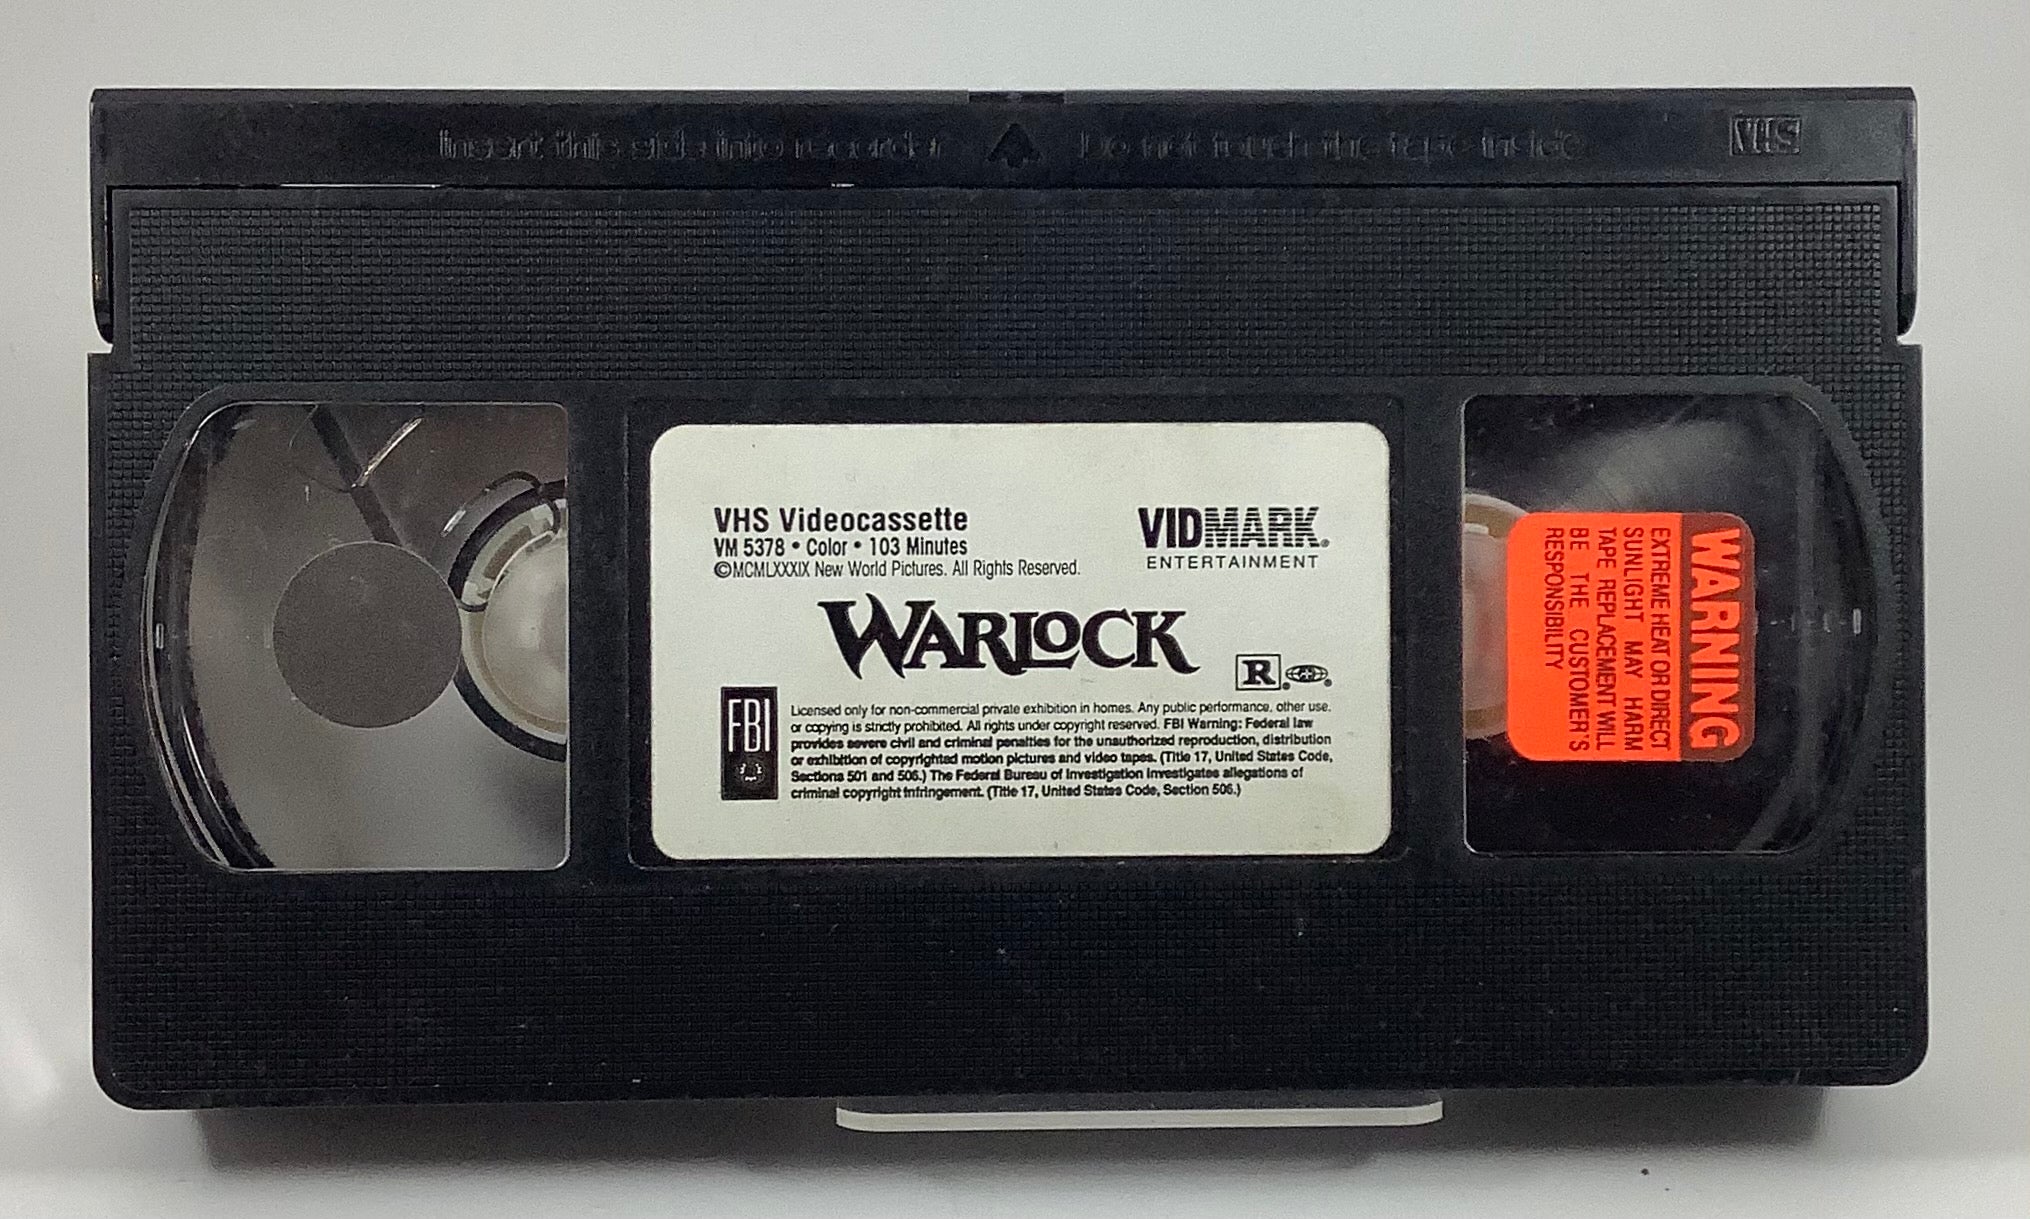 Insert this side into recorder Do not touch the tape inside VHS
VHS Videocassette
VM 5378 • Color • 103 Minutes
©MCMLXXXIX New World Pictures. All Rights Reserved.
VIDMARK®
ENTERTAINMENT
WARLOCK
R®
®
FBI
Licensed only for non-commercial private exhibition in homes. Any public performance, other use,
or copying is strictly prohibited. All rights under copyright reserved. FBI Warning: Federal law
provides severe civil and criminal penalties for the unauthorized reproduction, distribution
or exhibition of copyrighted motion pictures and video tapes. (Title 17, United States Code,
Sections 501 and 506.) The Federal Bureau of Investigation investigates allegations of
criminal copyright infringement. (Title 17, United States Code, Section 506.)
WARNING
EXTREME HEAT OR DIRECT
SUNLIGHT MAY HARM
TAPE REPLACEMENT WILL
BE THE CUSTOMER'S
RESPONSIBILITY